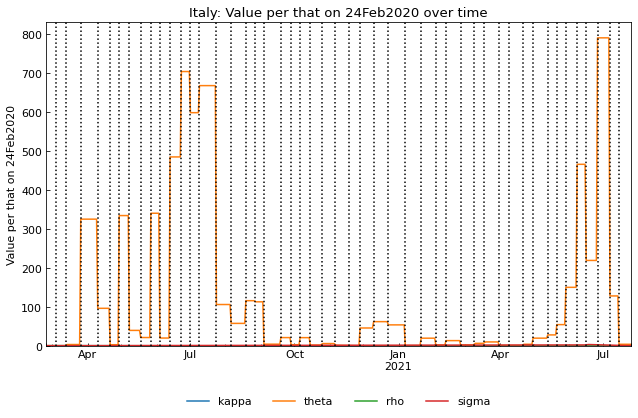 Italy: Value per that on 24Feb2020 over time
Value per that on 24Feb2020
800
700
600
500
400
300
200
100
0
Apr Jul Oct Jan Apr Jul
2021
kappa theta rho sigma